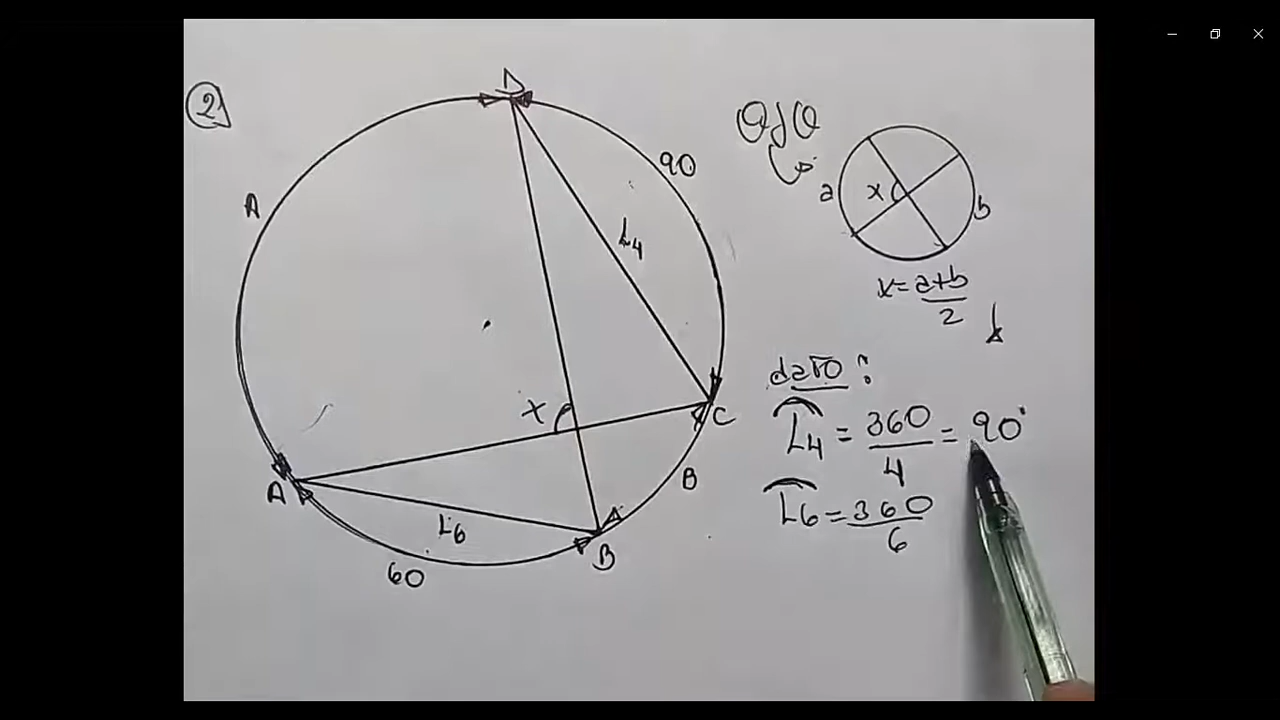 2
D
90
A
L4
x
C
A
B
L6
A
B
60
OJO
a
x
b
x=a+b/2
dato:
L4 = 360/4 = 90°
L6 = 360/6